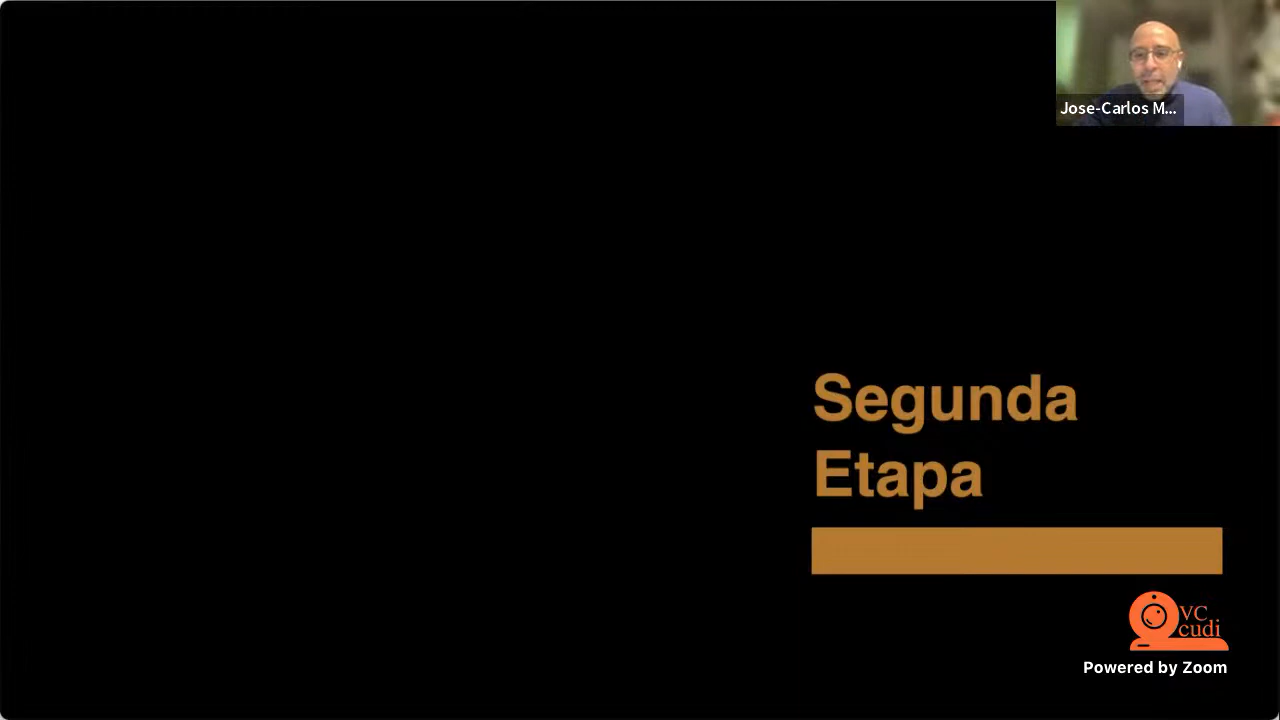 Jose-Carlos M...
Segunda
Etapa
VC
cudi
Powered by Zoom